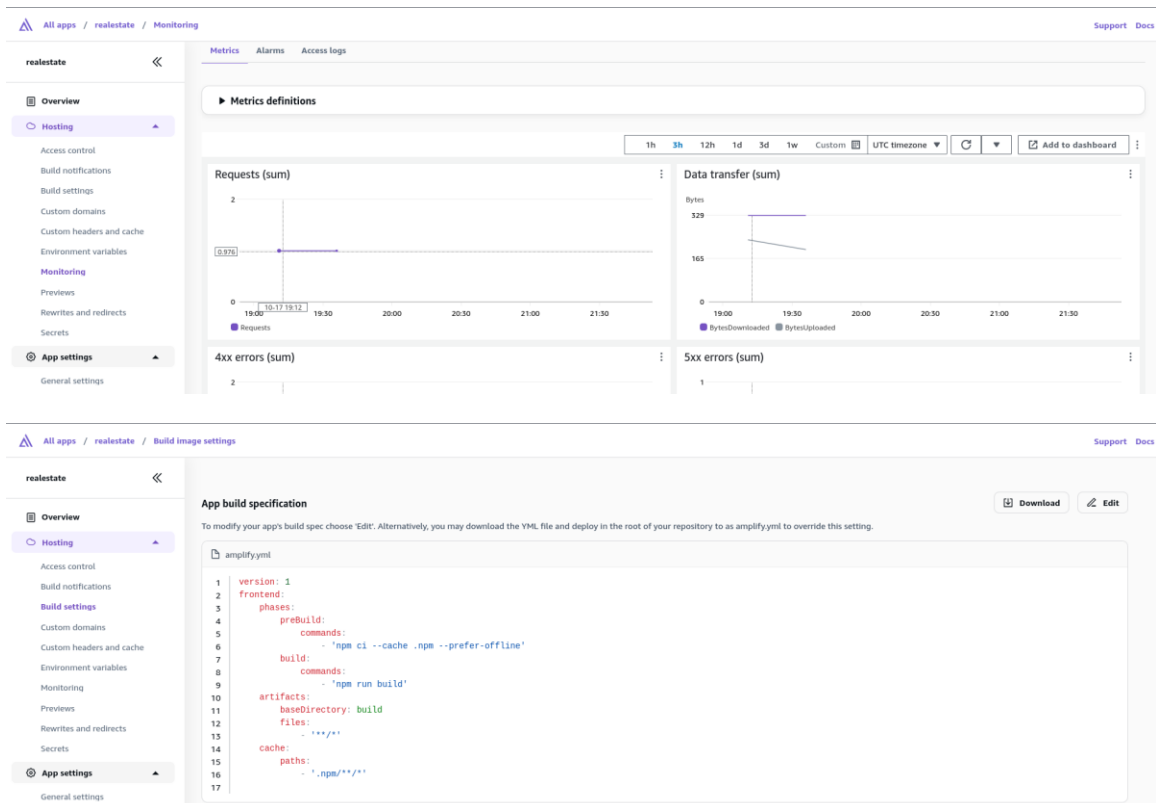 All apps / realestate / Monitoring
Support Docs
realestate
Metrics Alarms Access logs
Overview
Metrics definitions
Hosting
Access control
1h 3h 12h 1d 3d 1w Custom UTC timezone Add to dashboard
Build notifications
Requests (sum)
Data transfer (sum)
Build settings
2
Bytes
Custom domains
329
Custom headers and cache
Environment variables
0.976
165
Monitoring
Previews
0
0
10-17 19:12
Rewrites and redirects
19:00 19:30 20:00 20:30 21:00 21:30
19:00 19:30 20:00 20:30 21:00 21:30
Secrets
Requests
BytesDownloaded BytesUploaded
App settings
4xx errors (sum)
5xx errors (sum)
General settings
2
1
All apps / realestate / Build image settings
Support Docs
realestate
App build specification
Download Edit
Overview
To modify your app's build spec choose 'Edit'. Alternatively, you may download the YML file and deploy in the root of your repository to as amplify.yml to override this setting.
Hosting
Access control
Build notifications
Build settings
Custom domains
Custom headers and cache
Environment variables
Monitoring
Previews
Rewrites and redirects
Secrets
App settings
General settings
amplify.yml
1 version: 1
2 frontend:
3 phases:
4 preBuild:
5 commands:
6 - 'npm ci --cache .npm --prefer-offline'
7 build:
8 commands:
9 - 'npm run build'
10 artifacts:
11 baseDirectory: build
12 files:
13 - '**/*'
14 cache:
15 paths:
16 - '.npm/**/*'
17